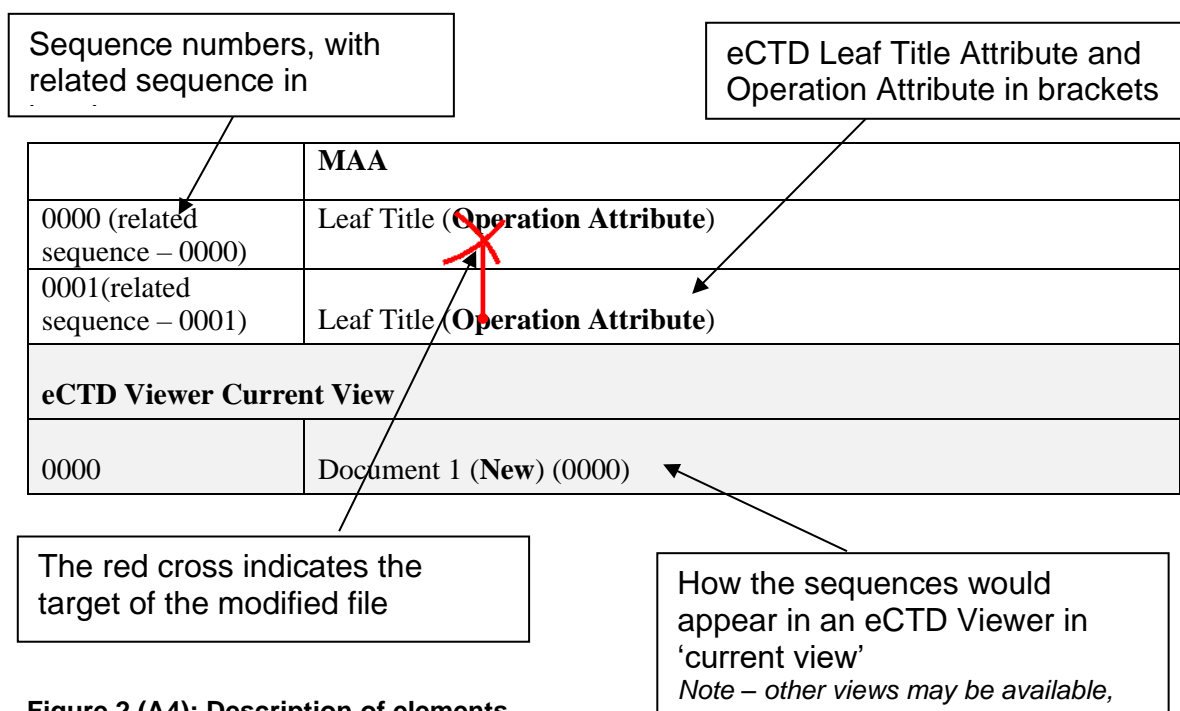 Sequence numbers, with
related sequence in
eCTD Leaf Title Attribute and
Operation Attribute in brackets
MAA
0000 (related
sequence – 0000)
Leaf Title (Operation Attribute)
0001(related
sequence – 0001)
Leaf Title (Operation Attribute)
eCTD Viewer Current View
0000
Document 1 (New) (0000)
The red cross indicates the
target of the modified file
How the sequences would
appear in an eCTD Viewer in
‘current view’
Note – other views may be available,
Figure 2 (A4): Description of elements